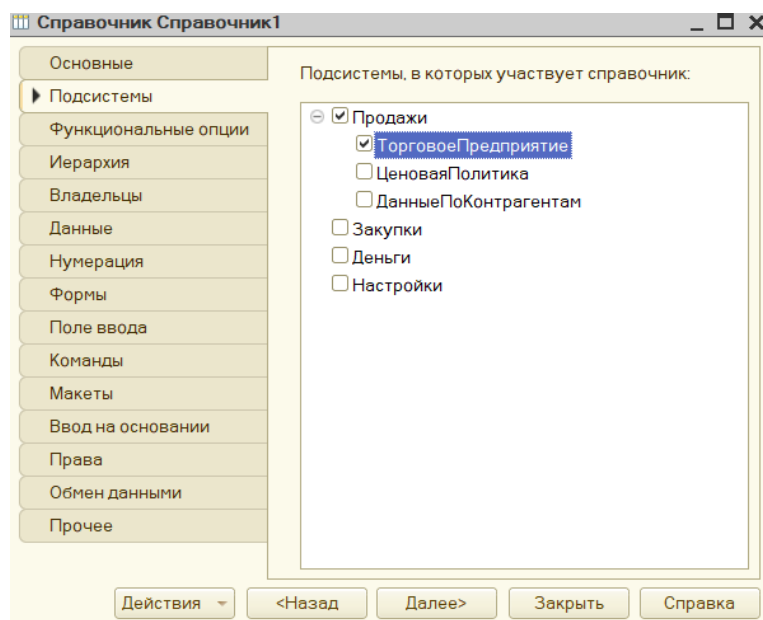 Справочник Справочник1
Основные
Подсистемы
Функциональные опции
Иерархия
Владельцы
Данные
Нумерация
Формы
Поле ввода
Команды
Макеты
Ввод на основании
Права
Обмен данными
Прочее
Подсистемы, в которых участвует справочник:
Продажи
ТорговоеПредприятие
ЦеноваяПолитика
ДанныеПоКонтрагентам
Закупки
Деньги
Настройки
Действия <Назад Далее> Закрыть Справка